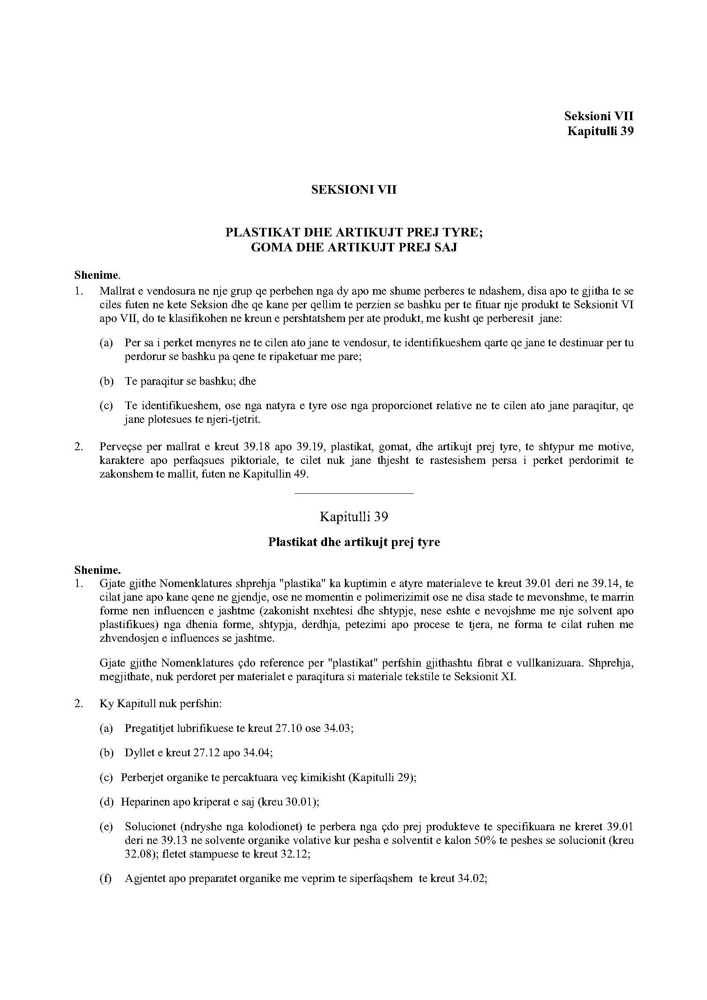 Seksioni VII
Kapitulli 39
SEKSIONI VII
PLASTIKAT DHE ARTIKUJT PREJ TYRE;
GOMA DHE ARTIKUJT PREJ SAJ
Shenime.
1. Mallrat e vendosura ne nje grup qe perbehen nga dy apo me shume perberes te ndashem, disa apo te gjitha te se
ciles futen ne kete Seksion dhe qe kane per qellim te perzien se bashku per te fituar nje produkt te Seksionit VI
apo VII, do te klasifikohen ne kreun e pershtatshem per ate produkt, me kusht qe perberesit jane:
(a) Per sa i perket menyres ne te cilen ato jane te vendosur, te identifikueshem qarte qe jane te destinuar per tu
perdorur se bashku pa qene te ripaketuar me pare;
(b) Te paraqitur se bashku; dhe
(c) Te identifikueshem, ose nga natyra e tyre ose nga proporcionet relative ne te cilen ato jane paraqitur, qe
jane plotesues te njeri-tjetrit.
2. Perveçse per mallrat e kreut 39.18 apo 39.19, plastikat, gomat, dhe artikujt prej tyre, te shtypur me motive,
karaktere apo perfaqsues piktoriale, te cilet nuk jane thjesht te rastesishem persa i perket perdorimit te
zakonshem te mallit, futen ne Kapitullin 49.
Kapitulli 39
Plastikat dhe artikujt prej tyre
Shenime.
1. Gjate gjithe Nomenklatures shprehja "plastika" ka kuptimin e atyre materialeve te kreut 39.01 deri ne 39.14, te
cilat jane apo kane qene ne gjendje, ose ne momentin e polimerizimit ose ne disa stade te mevonshme, te marrin
forme nen influencen e jashtme (zakonisht nxehtesi dhe shtypje, nese eshte e nevojshme me nje solvent apo
plastifikues) nga dhenia forme, shtypja, derdhja, petezimi apo procese te tjera, ne forma te cilat ruhen me
zhvendosjen e influences se jashtme.
Gjate gjithe Nomenklatures çdo reference per "plastikat" perfshin gjithashtu fibrat e vullkanizuara. Shprehja,
megjithate, nuk perdoret per materialet e paraqitura si materiale tekstile te Seksionit XI.
2. Ky Kapitull nuk perfshin:
(a) Pregatitjet lubrifikuese te kreut 27.10 ose 34.03;
(b) Dyllet e kreut 27.12 apo 34.04;
(c) Perberjet organike te percaktuara veç kimikisht (Kapitulli 29);
(d) Heparinen apo kriperat e saj (kreu 30.01);
(e) Solucionet (ndryshe nga kolodionet) te perbera nga çdo prej produkteve te specifikuara ne kreret 39.01
deri ne 39.13 ne solvente organike volative kur pesha e solventit e kalon 50% te peshes se solucionit (kreu
32.08); fletet stampuese te kreut 32.12;
(f) Agjentet apo preparatet organike me veprim te siperfaqshem te kreut 34.02;